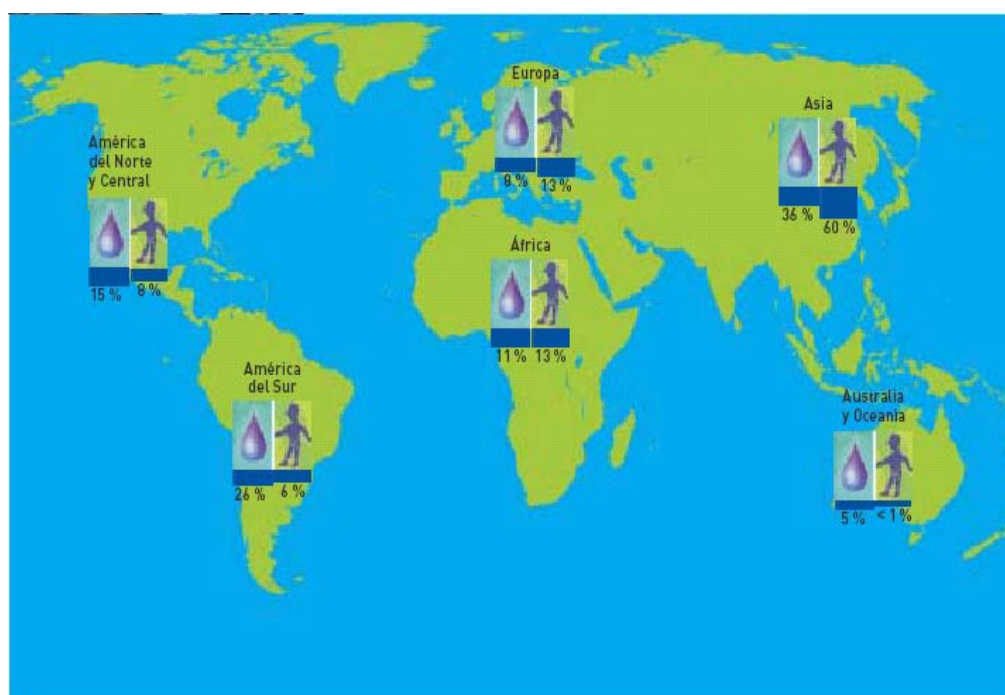 Europa
8 % 13 %
Asia
36 % 60 %
América
del Norte
y Central
15 % 8 %
África
11 % 13 %
América
del Sur
26 % 6 %
Australia
y Oceanía
5 % < 1 %